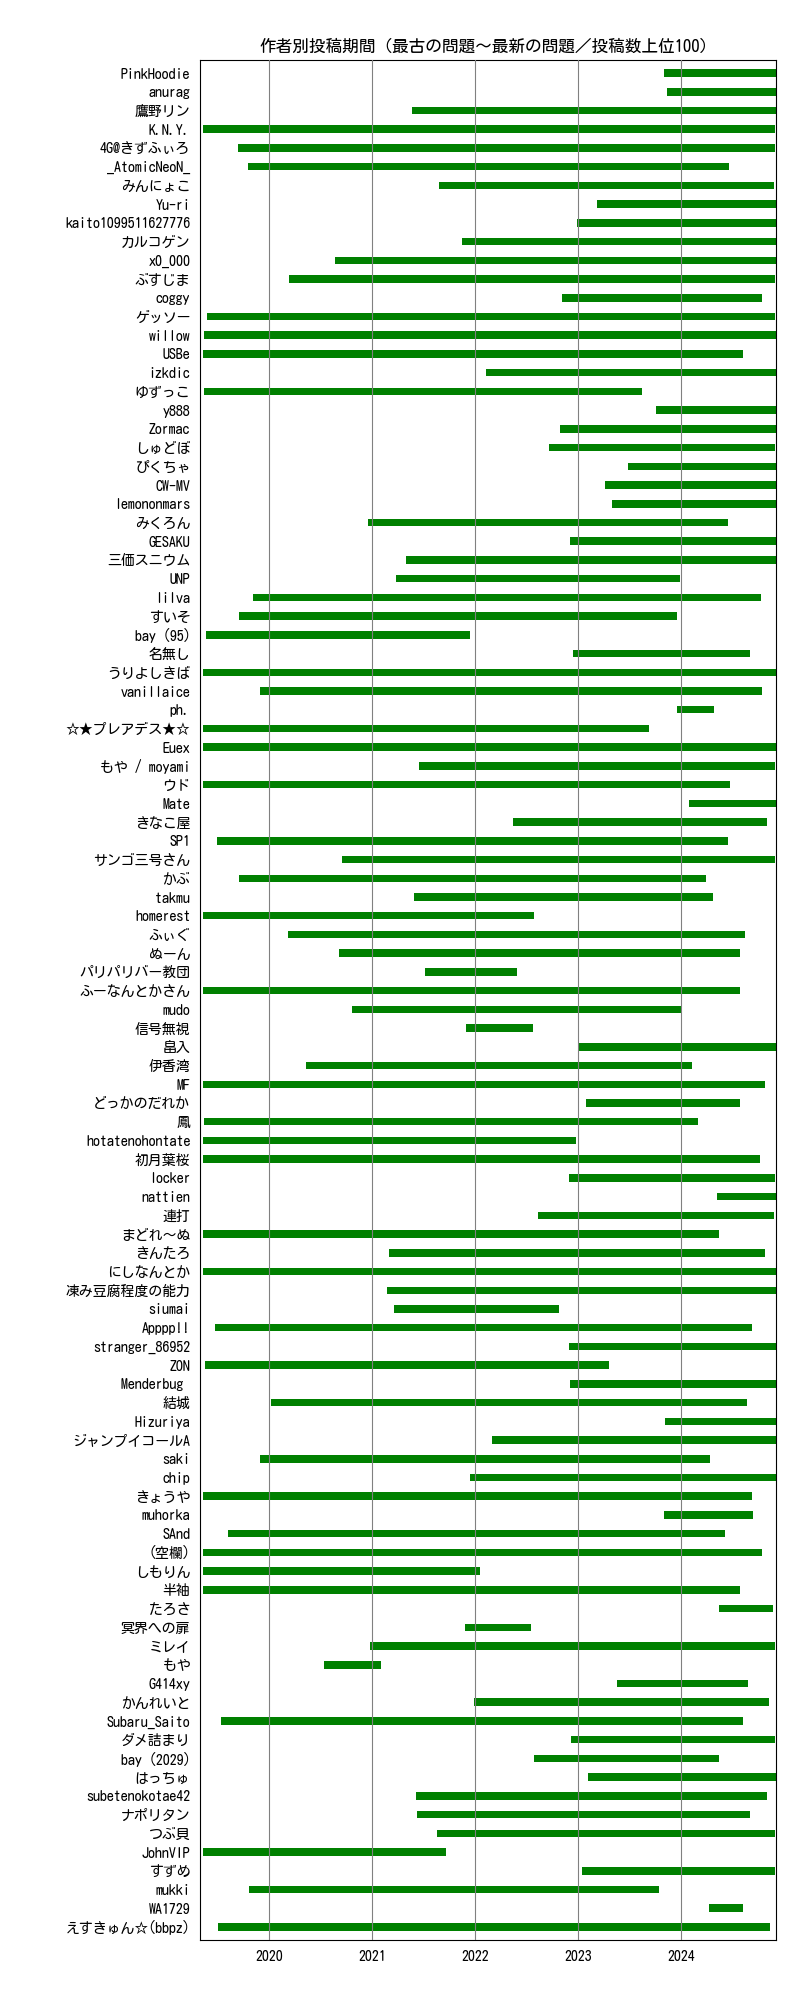 作者別投稿期間（最古の問題～最新の問題／投稿数上位100）
PinkHoodie
anurag
鷹野リン
K.N.Y.
4G@きずふぃろ
_AtomicNeoN_
みんにょこ
Yu-ri
kaito1099511627776
カルコゲン
x0_000
ぶすじま
coggy
ゲッソー
willow
USBe
izkdic
ゆずっこ
y888
Zormac
しゅどぼ
ぴくちゃ
CW-MV
lemononmars
みくろん
GESAKU
三価スニウム
UNP
lilva
すいそ
bay (95)
名無し
うりよしきば
vanillaice
ph.
☆★プレアデス★☆
Euex
もや / moyami
ウド
Mate
きなこ屋
SP1
サンゴ三号さん
かぶ
takmu
homerest
ふぃぐ
ぬーん
パリパリバー教団
ふーなんとかさん
mudo
信号無視
畠入
伊香湾
MF
どっかのだれか
鳳
hotatenohontate
初月葉桜
locker
nattien
連打
まどれ～ぬ
きんたろ
にしなんとか
凍み豆腐程度の能力
siumai
Appppll
stranger_86952
ZON
Menderbug
結城
Hizuriya
ジャンプイコールA
saki
chip
きょうや
muhorka
SAnd
(空欄)
しもりん
半袖
たろさ
冥界への扉
ミレイ
もや
G414xy
かんれいと
Subaru_Saito
ダメ詰まり
bay (2029)
はっちゅ
subetenokotae42
ナポリタン
つぶ貝
JohnVIP
すずめ
mukki
WA1729
えすきゅん☆(bbpz)
2020 2021 2022 2023 2024